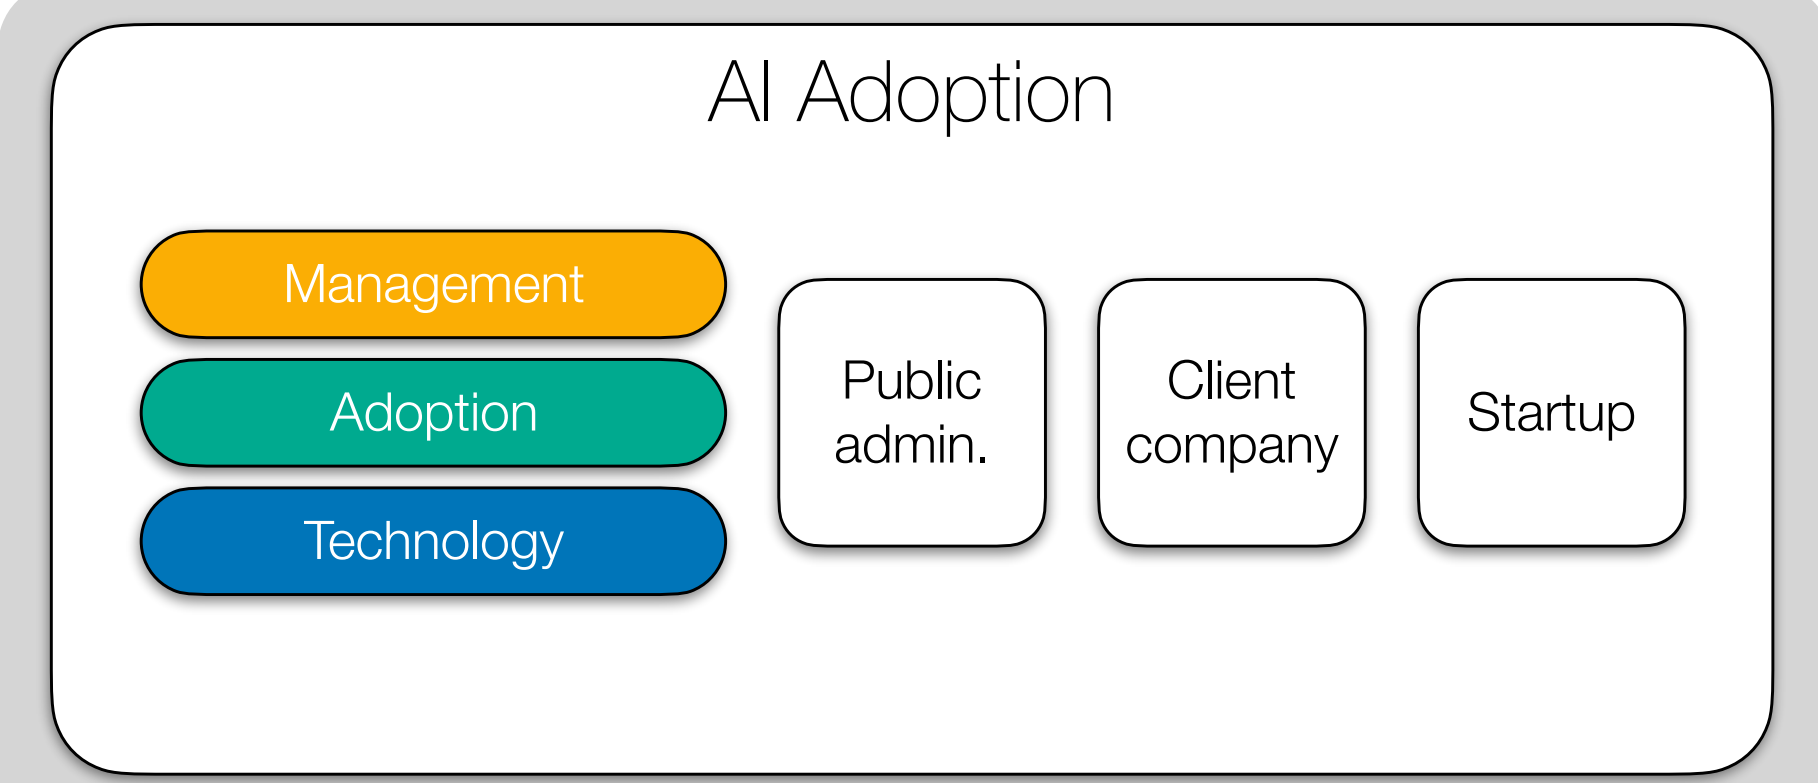 AI Adoption
Management
Adoption
Technology
Public
admin.
Client
company
Startup